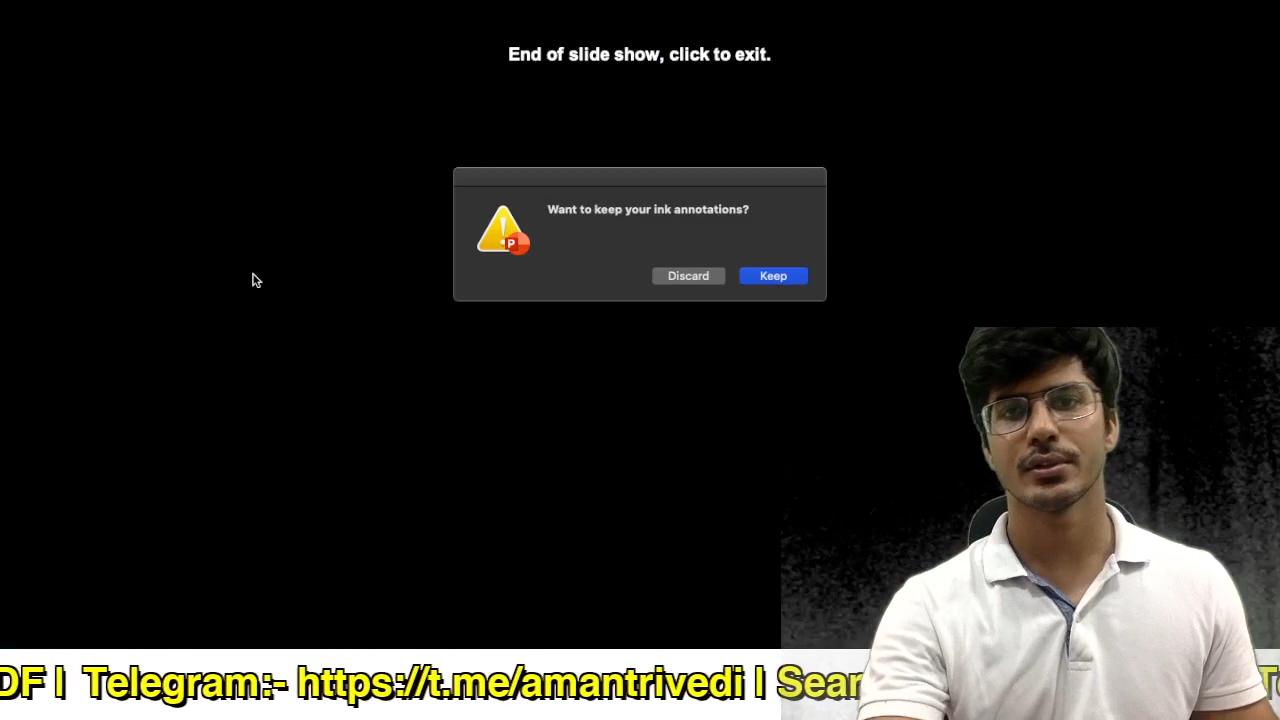 End of slide show, click to exit.
Want to keep your ink annotations?
Discard Keep
DF | Telegram:- https://t.me/amantrivedi | Sear